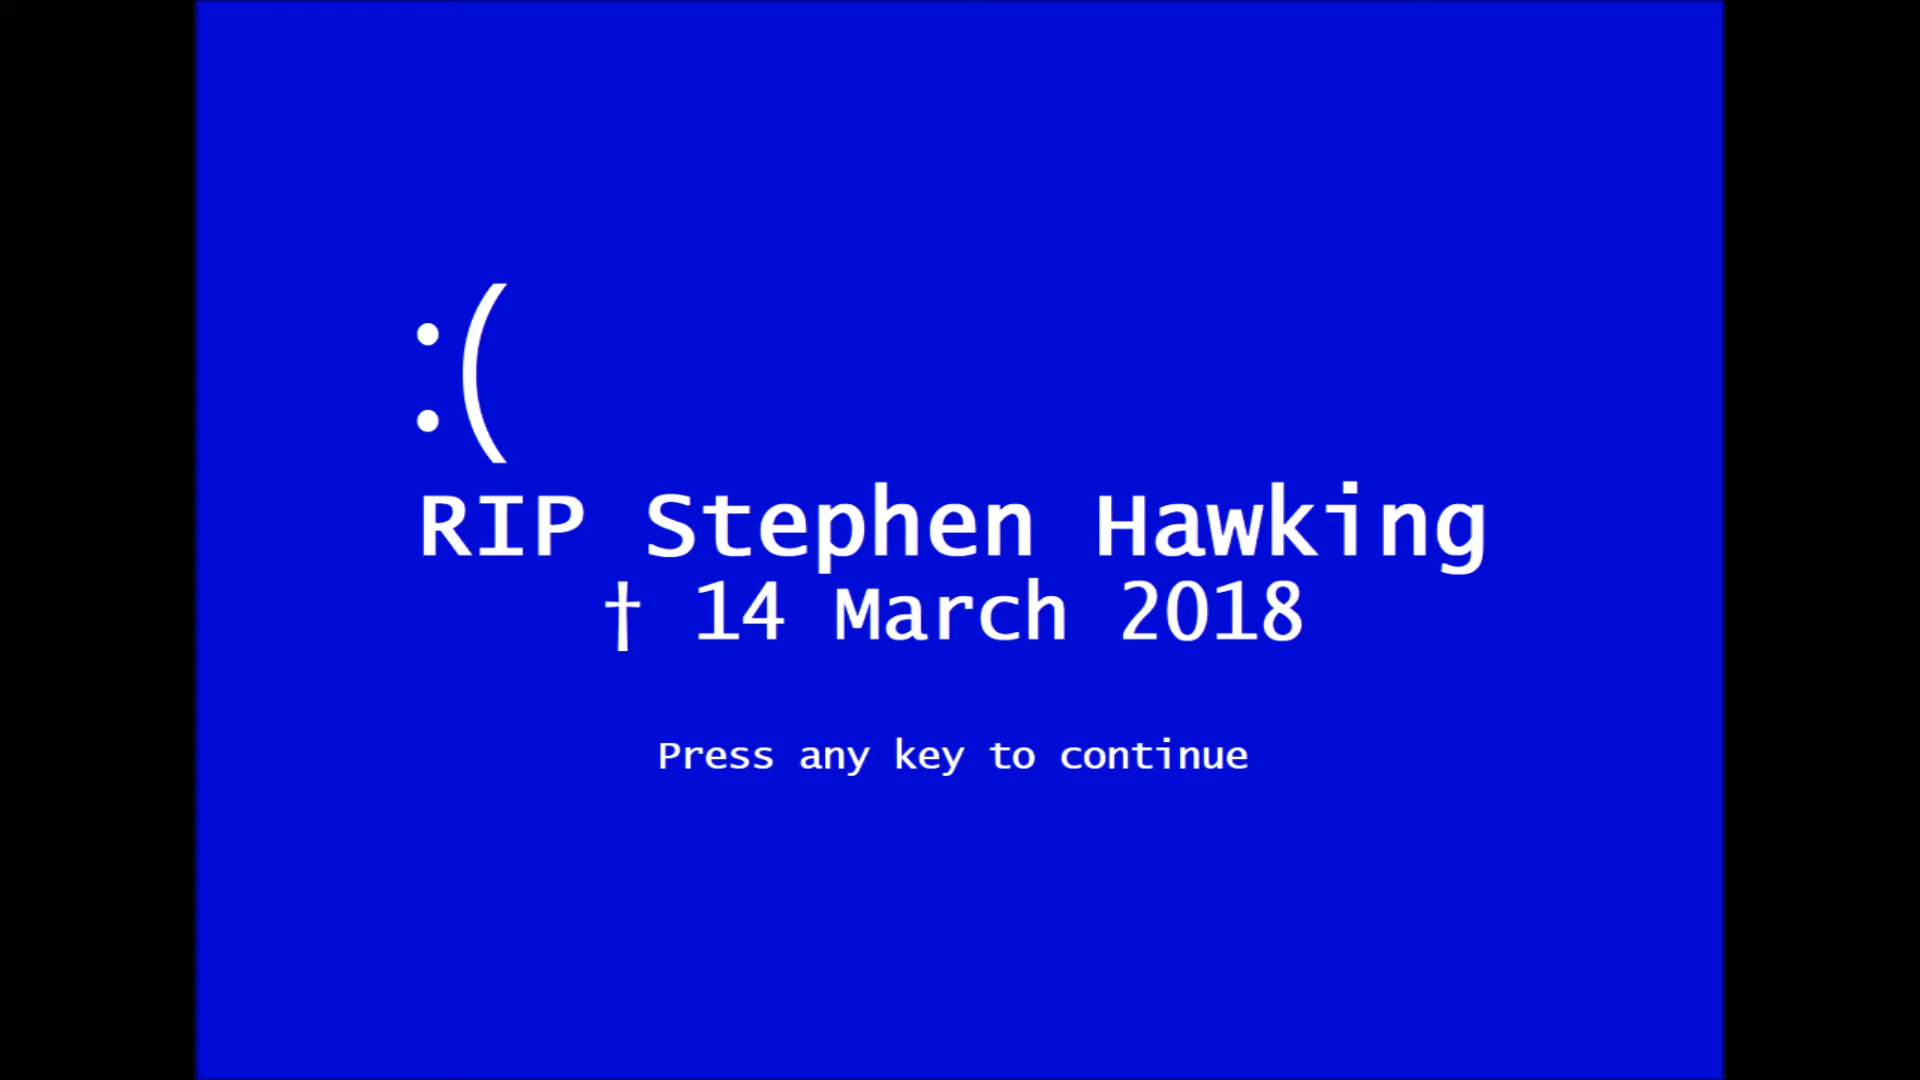 :(
RIP Stephen Hawking
† 14 March 2018
Press any key to continue